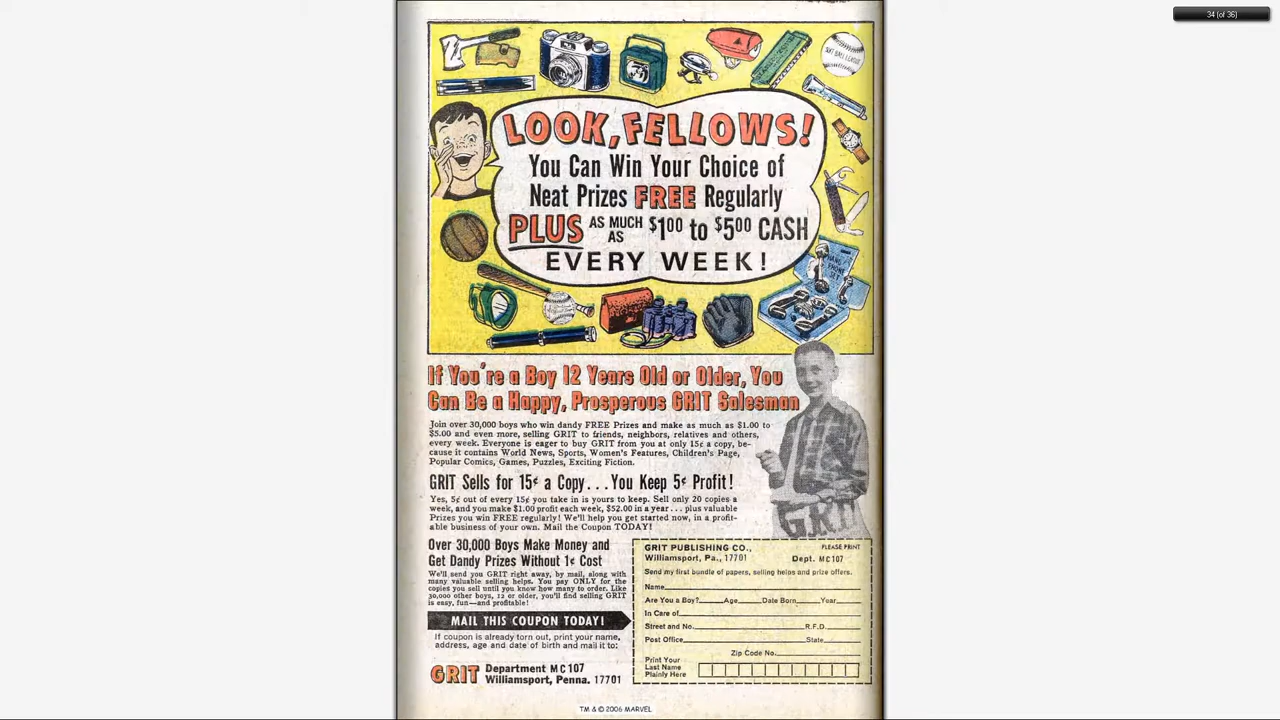 34 (of 36)
SOFT BALL LEAGUE
LOOK, FELLOWS!
You Can Win Your Choice of
Neat Prizes FREE Regularly
PLUS AS MUCH AS $1.00 to $5.00 CASH
EVERY WEEK!
If You're a Boy 12 Years Old or Older, You
Can Be a Happy, Prosperous GRIT Salesman
Join over 30,000 boys who win dandy FREE Prizes and make as much as $1.00 to
$5.00 and even more, selling GRIT to friends, neighbors, relatives and others,
every week. Everyone is eager to buy GRIT from you at only 15¢ a copy, be-
cause it contains World News, Sports, Women's Features, Children's Page,
Popular Comics, Games, Puzzles, Exciting Fiction.
GRIT Sells for 15¢ a Copy...You Keep 5¢ Profit!
Yes, 5¢ out of every 15¢ you take in is yours to keep. Sell only 20 copies a
week, and you make $1.00 profit each week, $52.00 in a year... plus valuable
Prizes you win FREE regularly! We'll help you get started now, in a profit-
able business of your own. Mail the Coupon TODAY!
GRIT
Over 30,000 Boys Make Money and
Get Dandy Prizes Without 1¢ Cost
We'll send you GRIT right away, by mail, along with
many valuable selling helps. You pay ONLY for the
copies you sell until you know how many to order. Like
30,000 other boys, 12 or older, you'll find selling GRIT
is easy, fun—and profitable!
MAIL THIS COUPON TODAY!
If coupon is already torn out, print your name,
address, age and date of birth and mail it to:
GRIT Department MC107
Williamsport, Penna. 17701
GRIT PUBLISHING CO., PLEASE PRINT
Williamsport, Pa., 17701 Dept. MC107
Send my first bundle of papers, selling helps and prize offers.
Name
Are You a Boy? Age Date Born Year
In Care of
Street and No. R.F.D.
Post Office State
Zip Code No.
Print Your
Last Name
Plainly Here
TM & © 2006 MARVEL